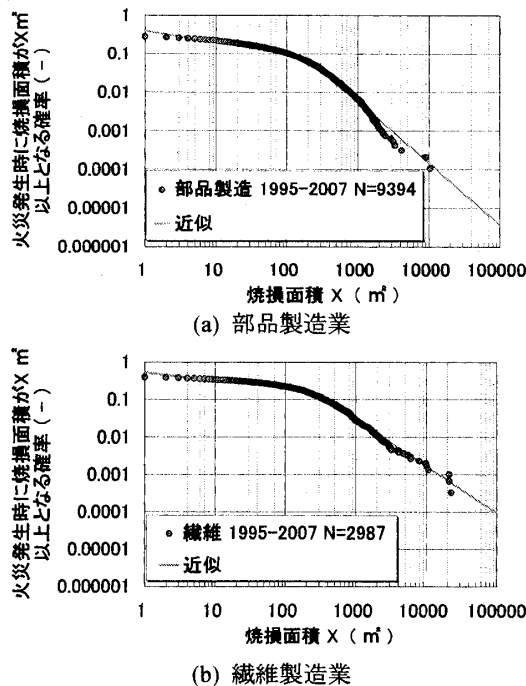 火災発生時に焼損面積がX㎡
以上となる確率(-)
1
0.1
0.01
0.001
0.0001
0.00001
0.000001
部品製造 1995-2007 N=9394
近似
1 10 100 1000 10000 100000
焼損面積 X ( ㎡ )
(a) 部品製造業
火災発生時に焼損面積がX ㎡
以上となる確率(-)
1
0.1
0.01
0.001
0.0001
0.00001
0.000001
繊維 1995-2007 N=2987
近似
1 10 100 1000 10000 100000
焼損面積 X ( ㎡ )
(b) 繊維製造業